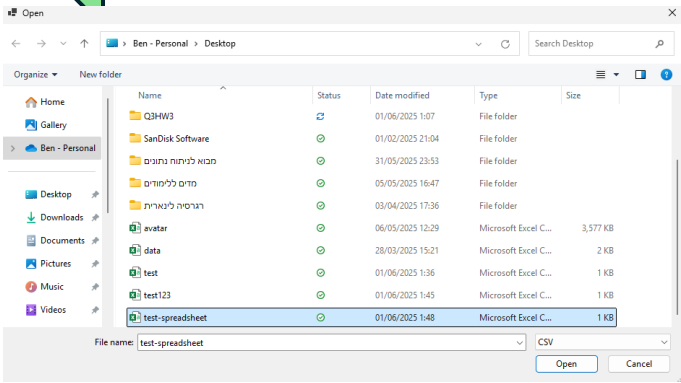 Open
Ben - Personal › Desktop
Search Desktop
Organize
New folder
Home
Gallery
Ben - Personal
Desktop
Downloads
Documents
Pictures
Music
Videos
Name Status Date modified Type Size
Q3HW3 01/06/2025 1:07 File folder
SanDisk Software 01/02/2025 21:04 File folder
מבוא לניתוח נתונים 31/05/2025 23:53 File folder
מדים ללימודים 05/05/2025 16:47 File folder
רגרסיה לינארית 03/04/2025 17:36 File folder
avatar 06/05/2025 12:29 Microsoft Excel C... 3,577 KB
data 28/03/2025 15:21 Microsoft Excel C... 2 KB
test 01/06/2025 1:36 Microsoft Excel C... 1 KB
test123 01/06/2025 1:45 Microsoft Excel C... 1 KB
test-spreadsheet 01/06/2025 1:48 Microsoft Excel C... 1 KB
File name: test-spreadsheet CSV
Open Cancel